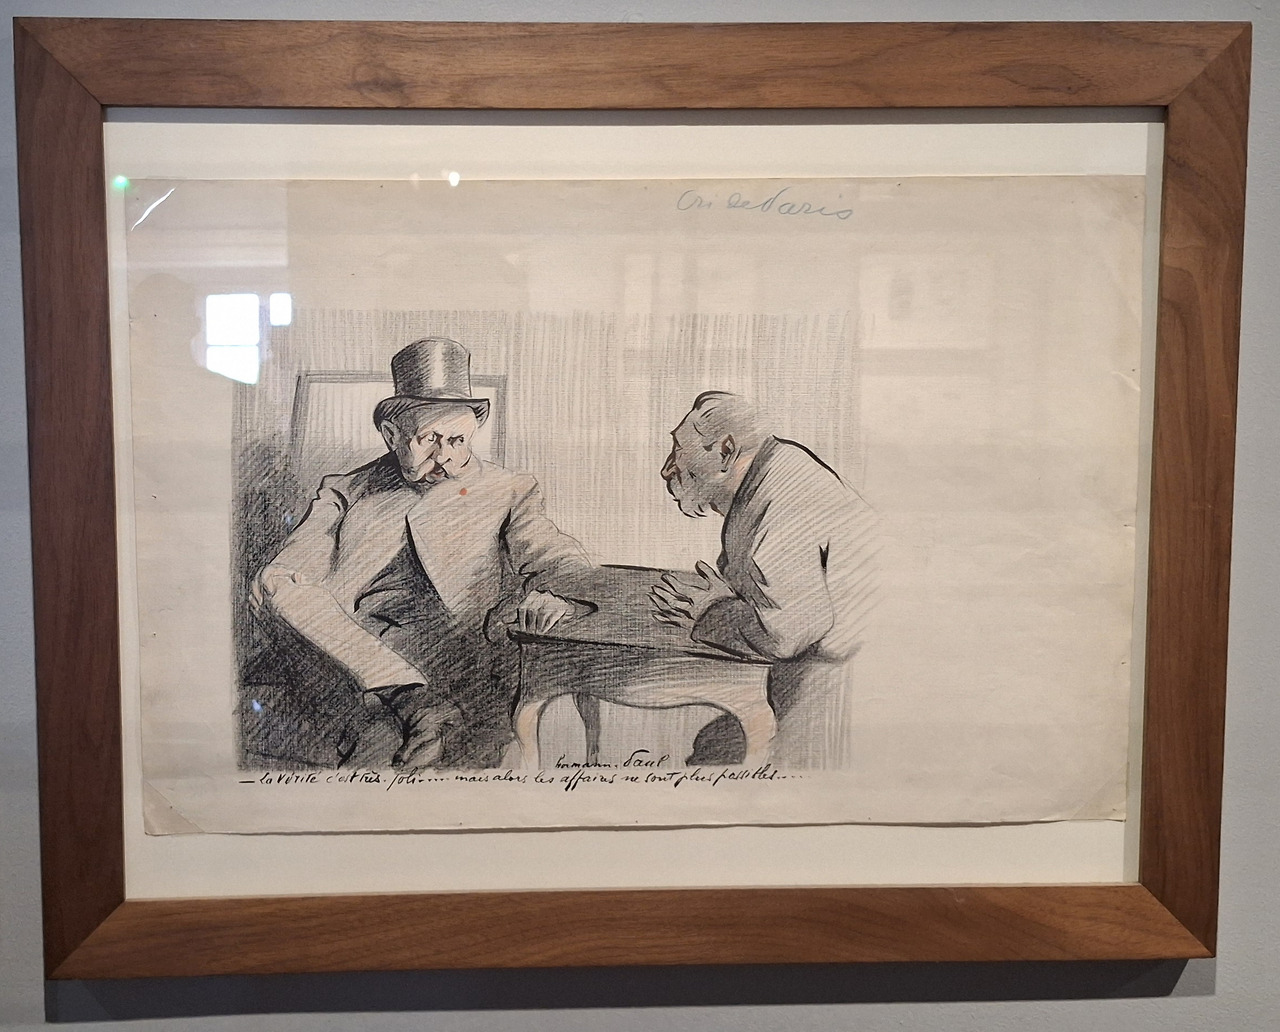 Cri de Paris
hermann. Paul
— la vérité c'est très. joli.... mais alors les affaires ne sont plus possibles.....